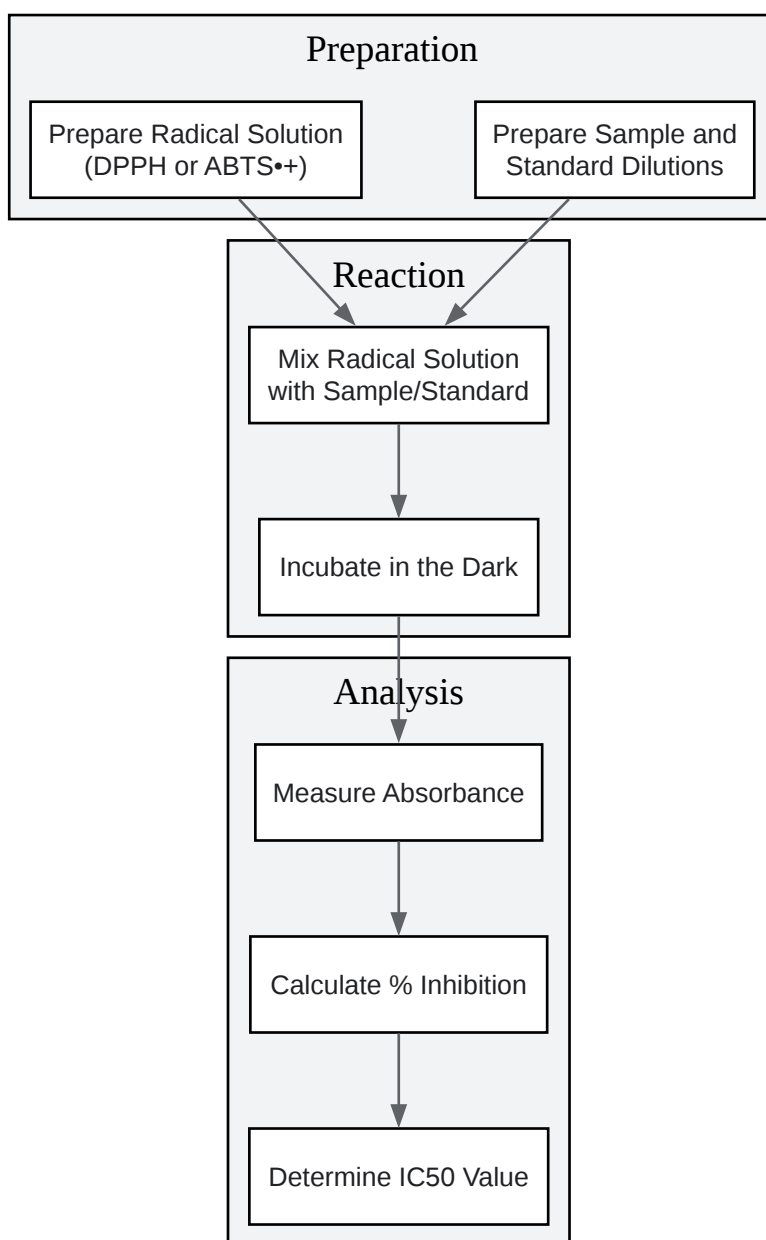 Preparation
Prepare Radical Solution
(DPPH or ABTS•+)
Prepare Sample and
Standard Dilutions
Reaction
Mix Radical Solution
with Sample/Standard
Incubate in the Dark
Analysis
Measure Absorbance
Calculate % Inhibition
Determine IC50 Value